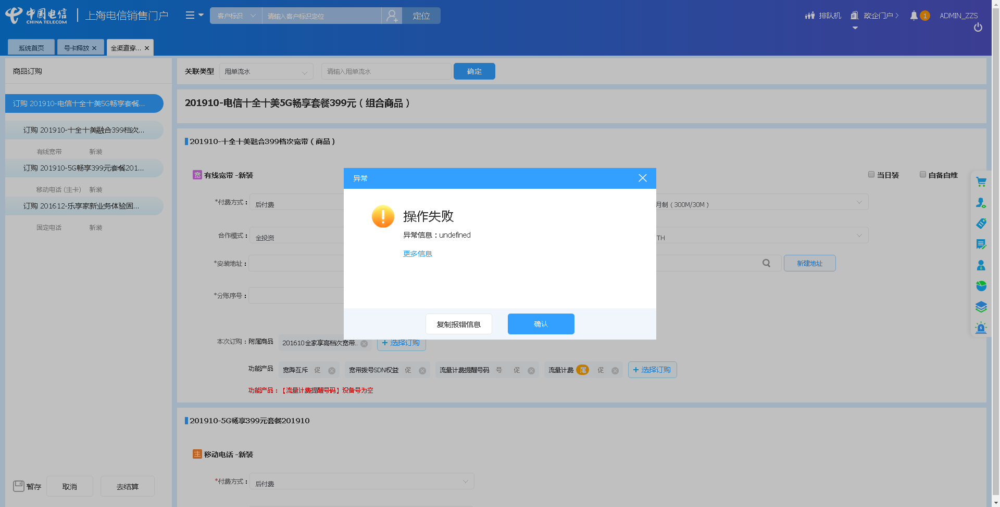 中国电信
CHINA TELECOM
上海电信销售门户
客户标识
请输入客户标识定位
定位
排队机
政企门户
1
ADMIN_ZZS
系统首页
号卡释放 ×
全渠道穿... ×
商品订购
订购 201910-电信十全十美5G畅享套餐...
订购 201910-十全十美融合399档次...
有线宽带 新装
订购 201910-5G畅享399元套餐201...
移动电话 (主卡) 新装
订购 201612-乐享家新业务体验固...
固定电话 新装
暂存
取消
去结算
关联类型
甩单流水
请输入甩单流水
确定
201910-电信十全十美5G畅享套餐399元（组合商品）
201910-十全十美融合399档次宽带（商品）
宽 有线宽带 -新装
当日装
自备自维
*付费方式：
后付费
月制（300M/30M）
合作模式：
全投资
TH
*安装地址：
新建地址
*分账序号：
异常
操作失败
异常信息：undefined
更多信息
复制报错信息
确认
本次订购：附属商品
201610全家享高档次宽带..
+ 选择订购
功能产品
宽降互斥 促
宽带拨号SDN权益 促
流量计费提醒号码 号 促
流量计费 属 促
+ 选择订购
功能产品：【流量计费提醒号码】设备号为空
201910-5G畅享399元套餐201910
主 移动电话 -新装
*付费方式：
后付费